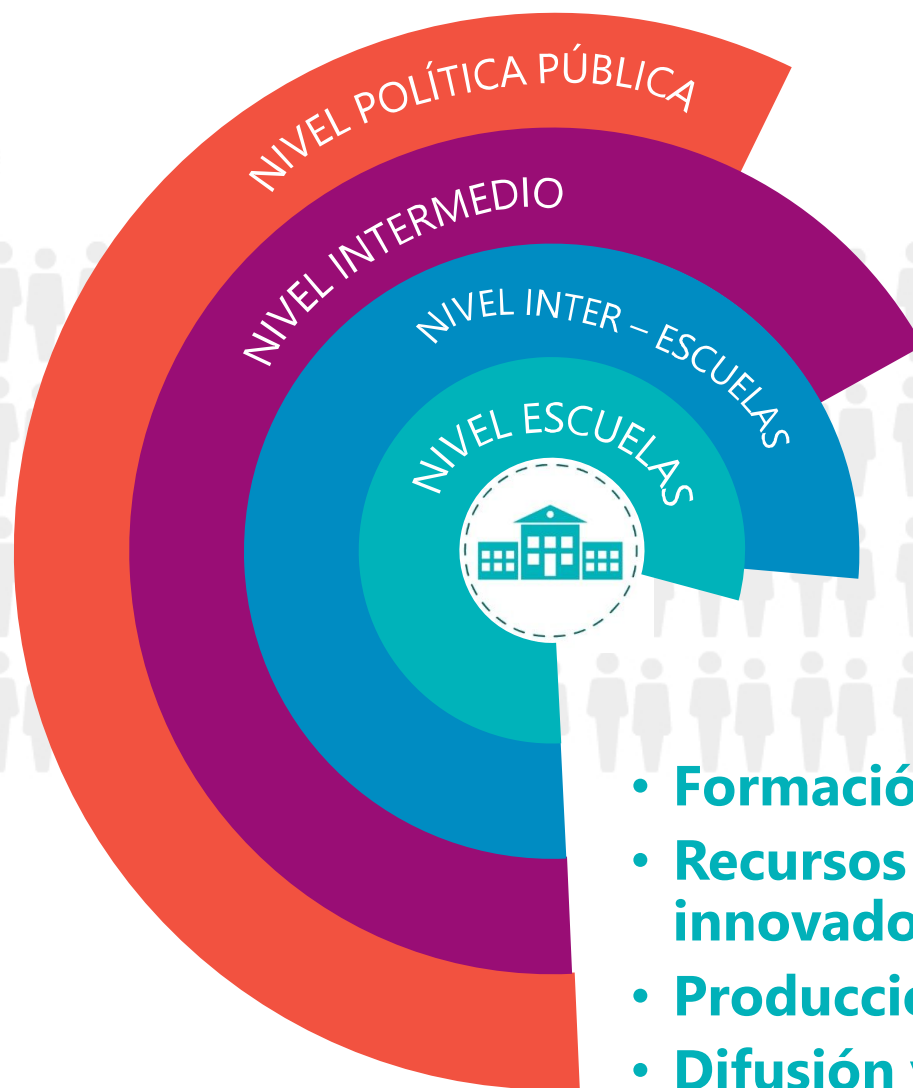 NIVEL POLÍTICA PÚBLICA
NIVEL INTERMEDIO
NIVEL INTER – ESCUELAS
NIVEL ESCUELAS
• Formació
• Recursos
innovado
• Producci
• Difusión